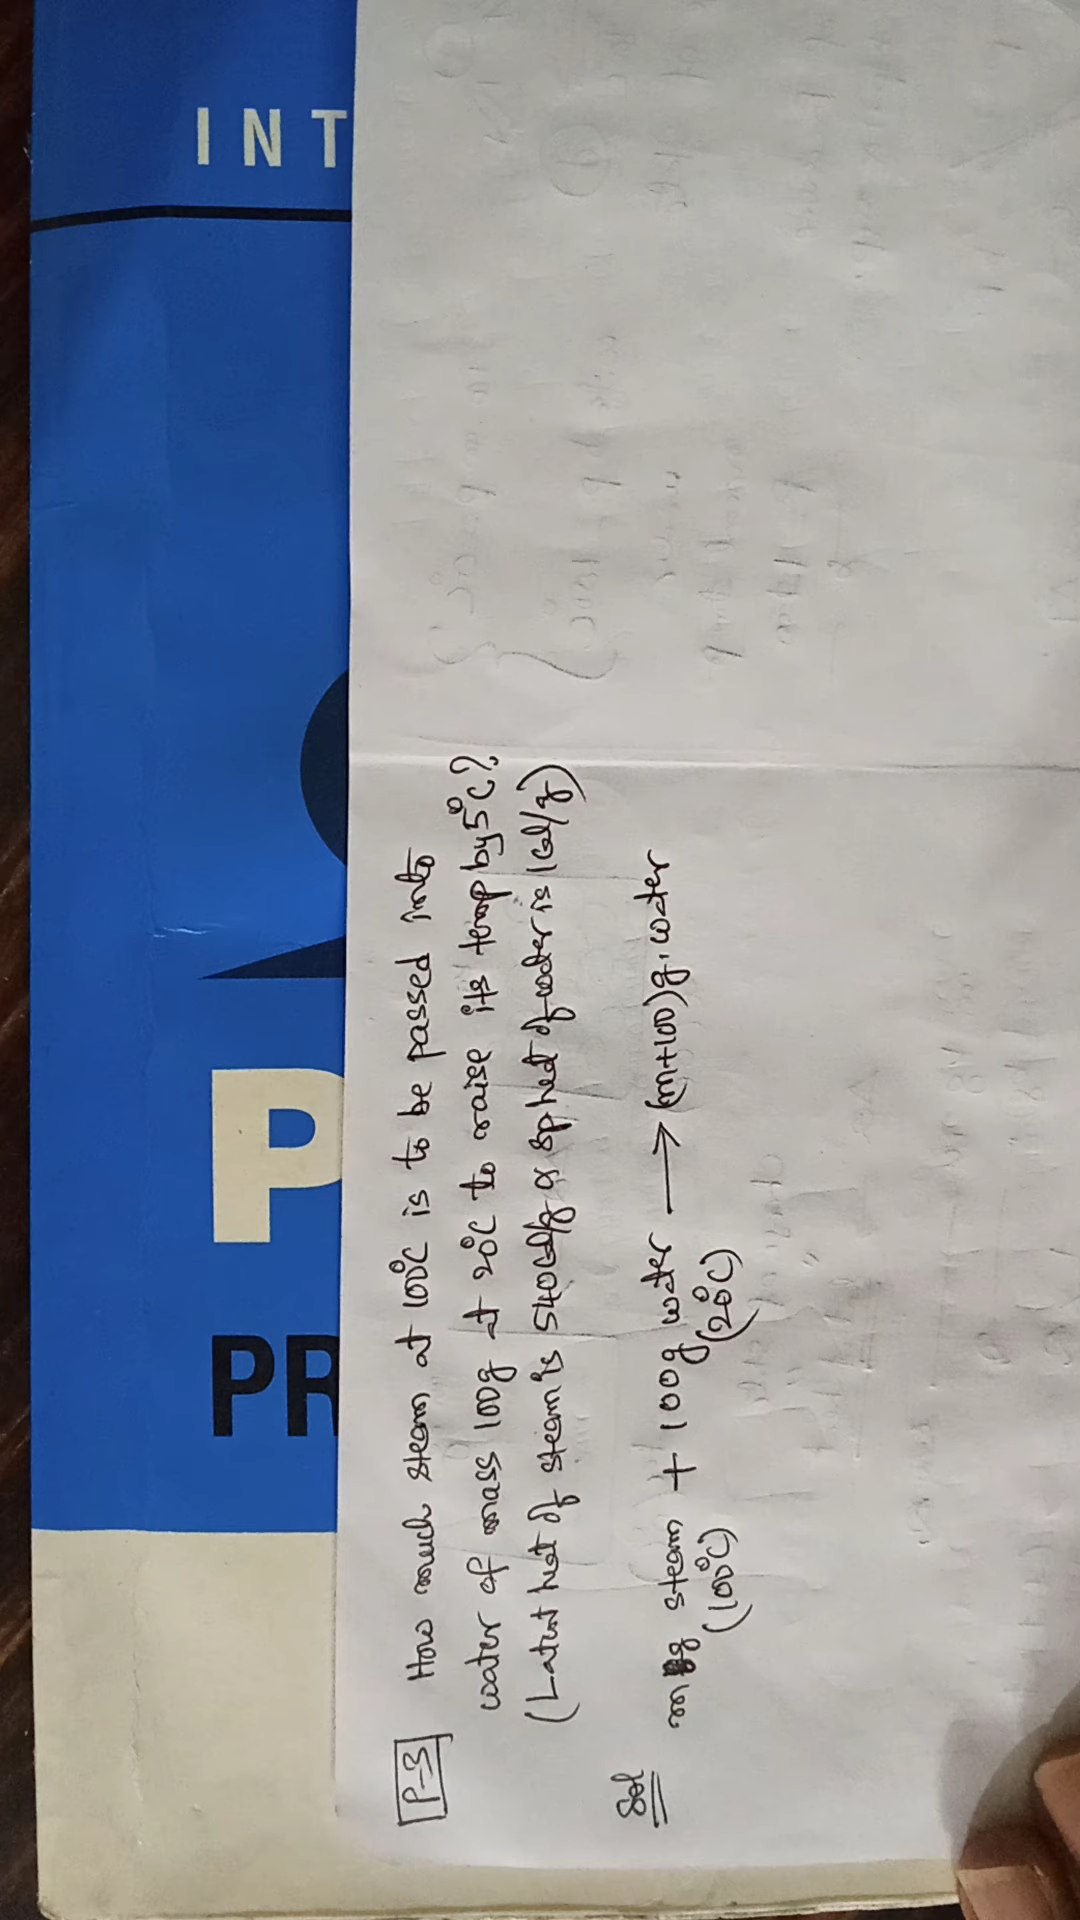 INT
P
PR
P-3 How much steam at 100°C is to be passed into
water of mass 100g at 20°C to raise its temp by 5°C?
(Latent heat of steam is 540Cal/g & sp heat of water is 1Cal/g)
Sol
m g steam + 100g water → (m+100)g. water
(100°C) (20°C)